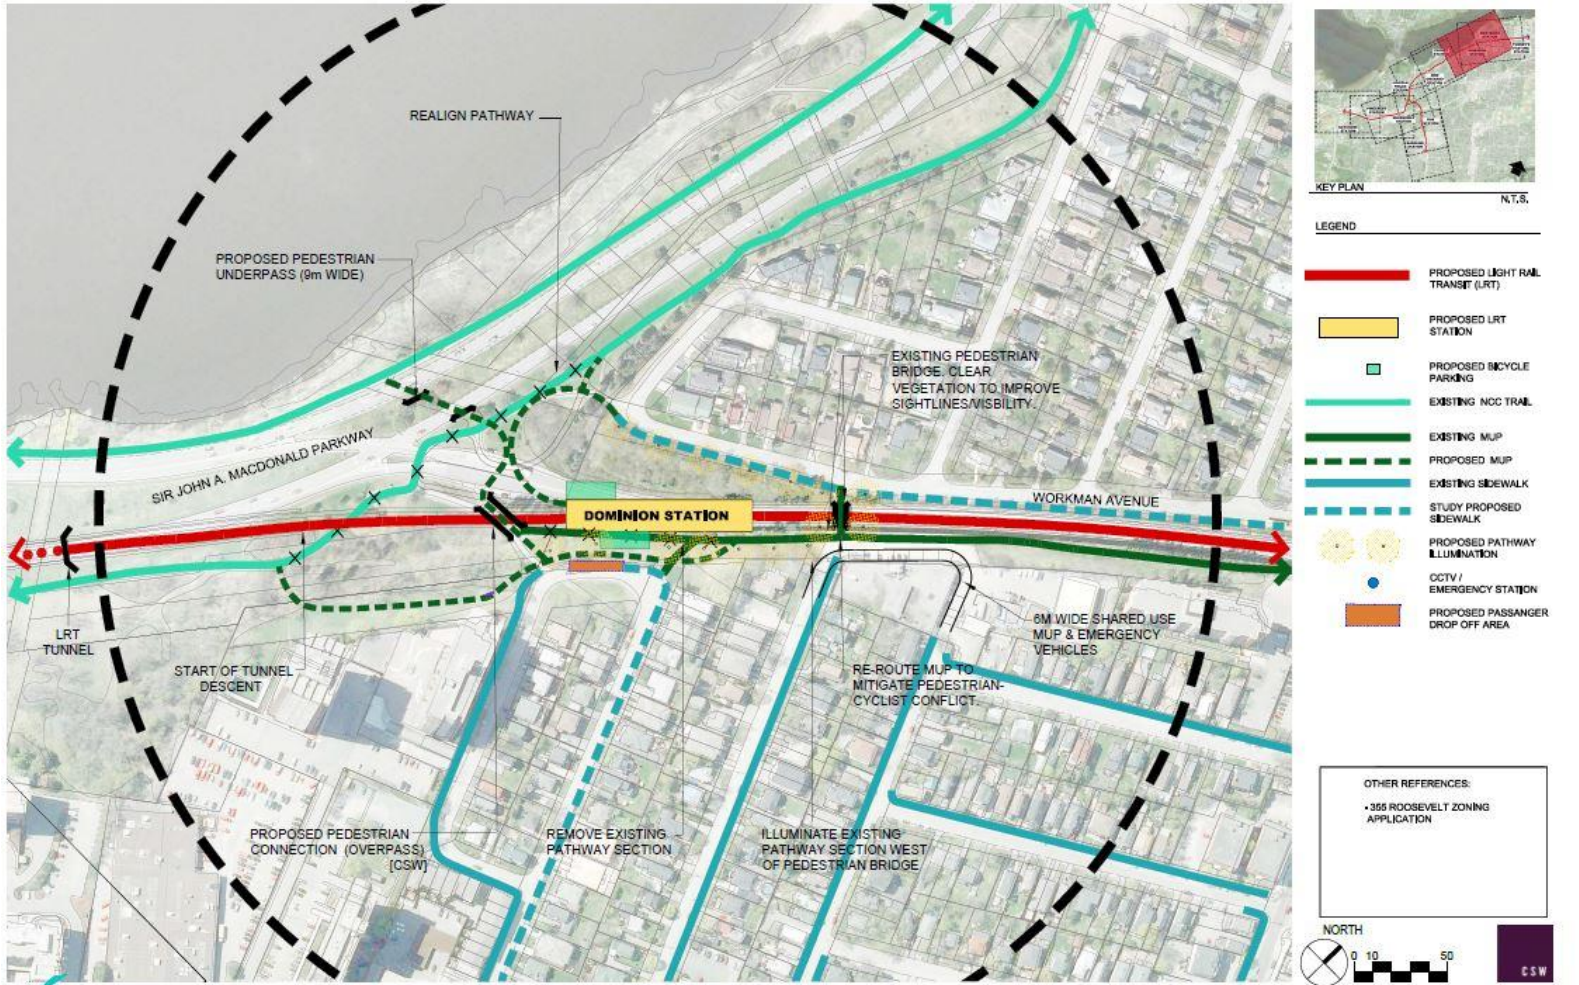 REALIGN PATHWAY
PROPOSED PEDESTRIAN
UNDERPASS (9m WIDE)
EXISTING PEDESTRIAN
BRIDGE. CLEAR
VEGETATION TO IMPROVE
SIGHTLINES/VISBILITY.
SIR JOHN A. MACDONALD PARKWAY
WORKMAN AVENUE
DOMINION STATION
LRT
TUNNEL
START OF TUNNEL
DESCENT
6M WIDE SHARED USE
MUP & EMERGENCY
VEHICLES
RE-ROUTE MUP TO
MITIGATE PEDESTRIAN-
CYCLIST CONFLICT.
PROPOSED PEDESTRIAN
CONNECTION (OVERPASS)
[CSW]
REMOVE EXISTING
PATHWAY SECTION
ILLUMINATE EXISTING
PATHWAY SECTION WEST
OF PEDESTRIAN BRIDGE
KEY PLAN
N.T.S.
LEGEND
PROPOSED LIGHT RAIL
TRANSIT (LRT)
PROPOSED LRT
STATION
PROPOSED BICYCLE
PARKING
EXISTING NCC TRAIL
EXISTING MUP
PROPOSED MUP
EXISTING SIDEWALK
STUDY PROPOSED
SIDEWALK
PROPOSED PATHWAY
ILLUMINATION
CCTV /
EMERGENCY STATION
PROPOSED PASSANGER
DROP OFF AREA
OTHER REFERENCES:
• 355 ROOSEVELT ZONING
APPLICATION
NORTH
0 10 50
CSW